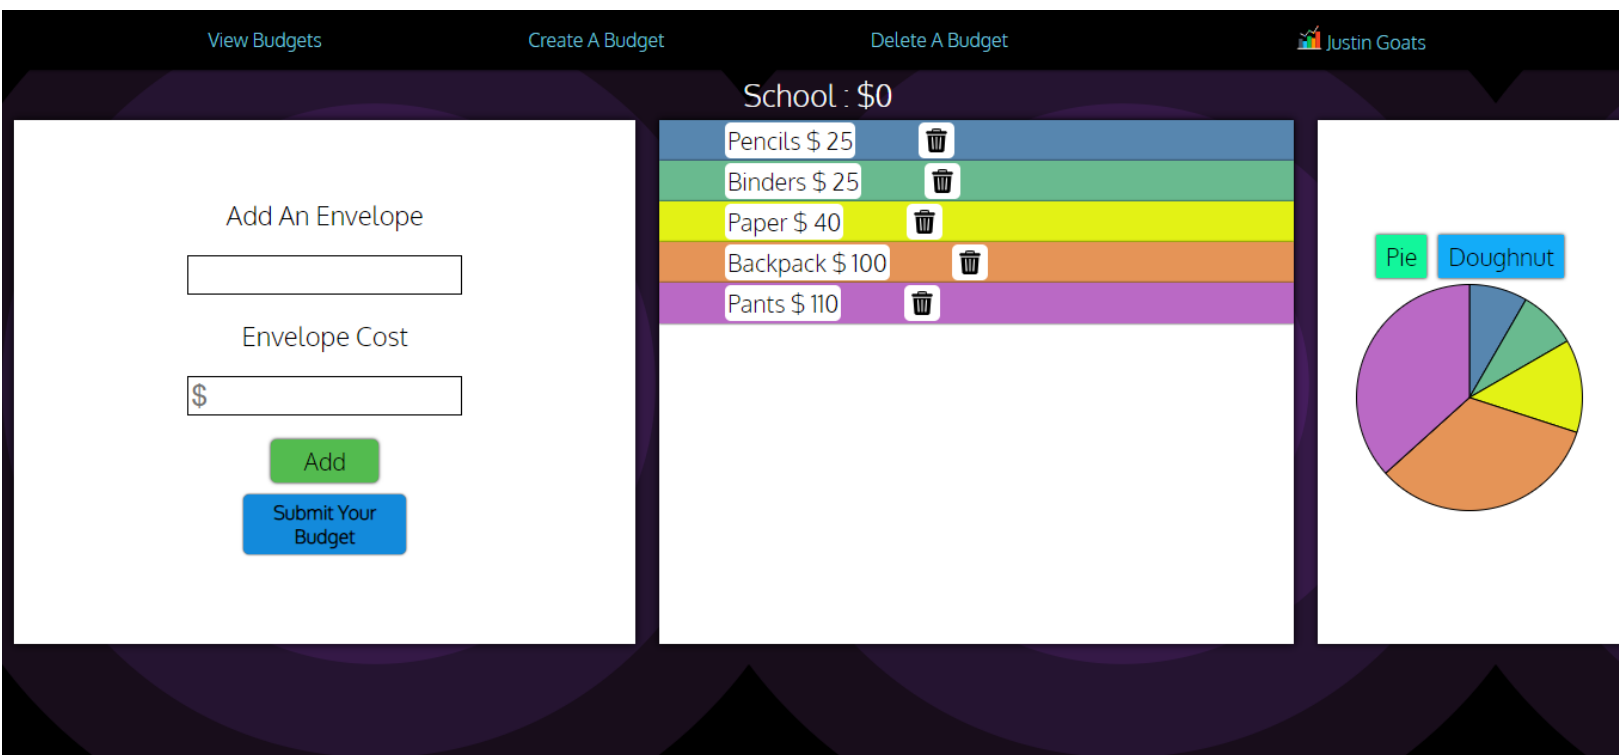 View Budgets
Create A Budget
Delete A Budget
Justin Goats
School : $0
Add An Envelope
Envelope Cost
$
Add
Submit Your
Budget
Pencils $ 25
Binders $ 25
Paper $ 40
Backpack $ 100
Pants $ 110
Pie
Doughnut